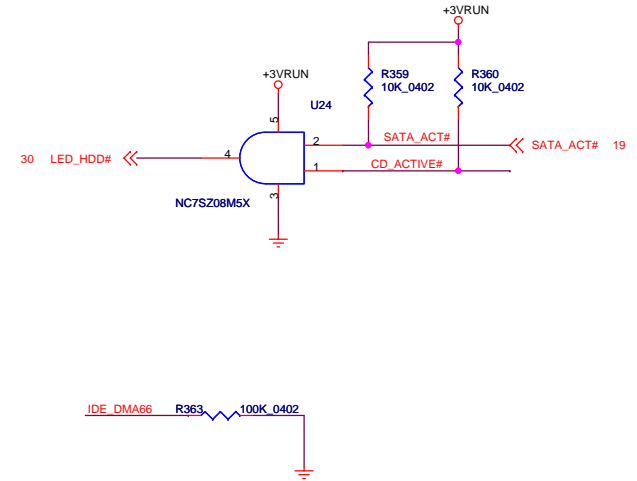 +3VRUN
R359
10K_0402
R360
10K_0402
+3VRUN
U24
5
2
SATA_ACT#
SATA_ACT# 19
30 LED_HDD#
4
1
CD_ACTIVE#
3
NC7SZ08M5X
IDE_DMA66
R363
100K_0402